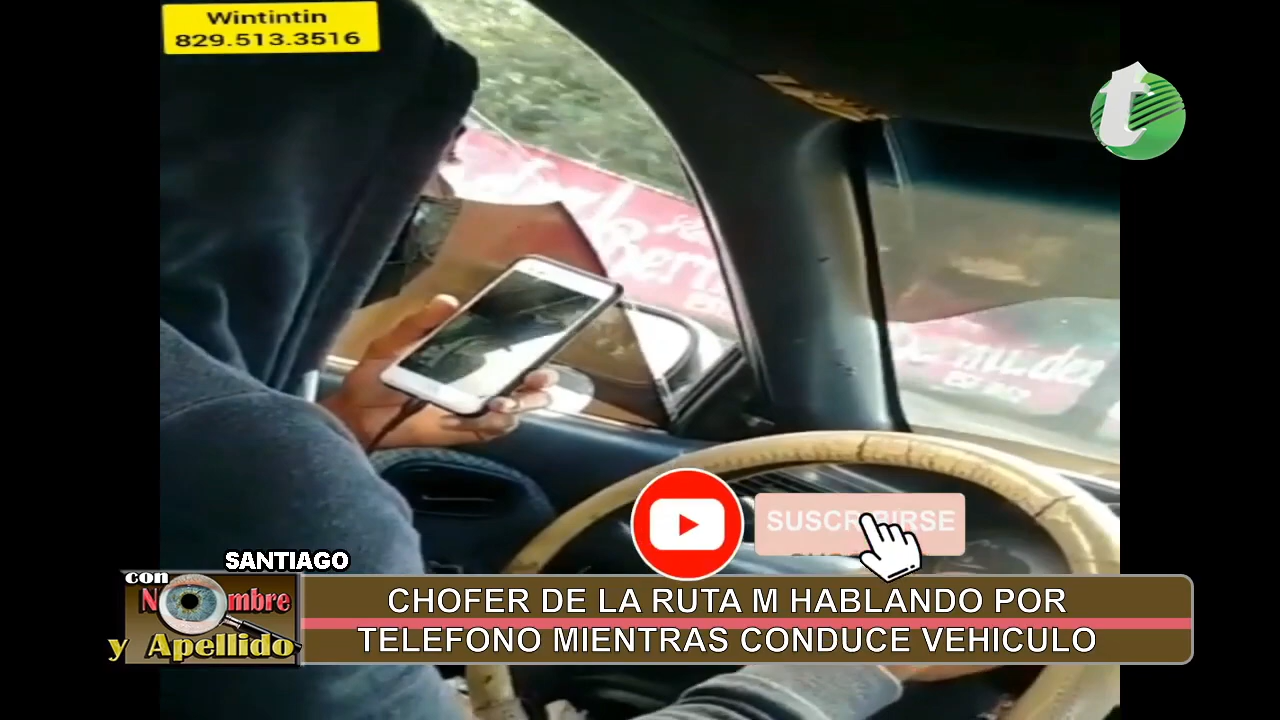 Wintintin
829.513.3516
t
SUSCRIBIRSE
SANTIAGO
con
Nombre
y Apellido
CHOFER DE LA RUTA M HABLANDO POR
TELEFONO MIENTRAS CONDUCE VEHICULO